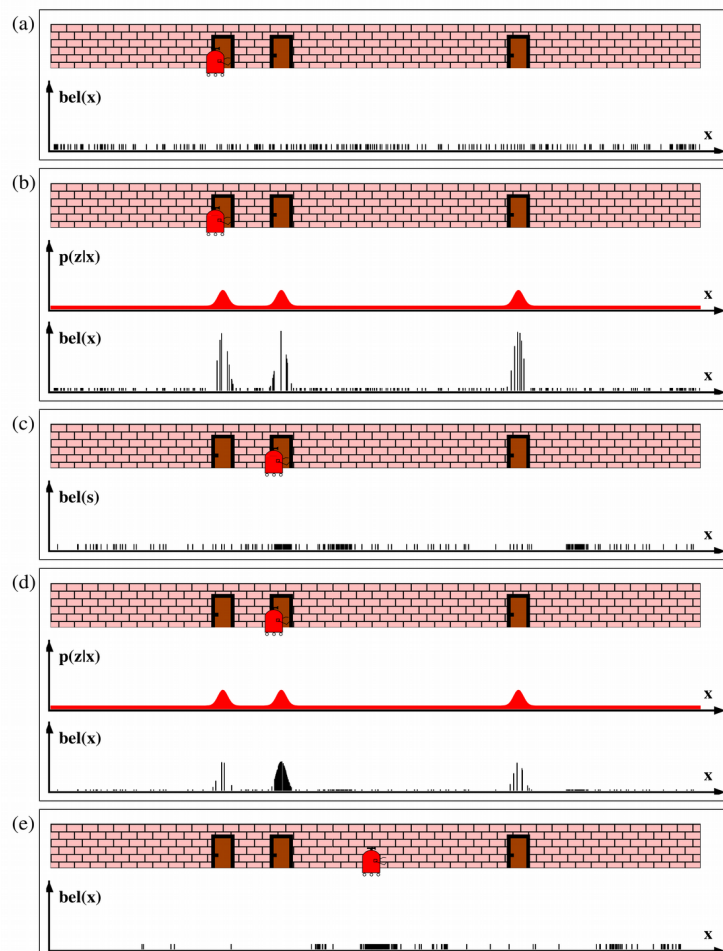 (a)
bel(x)
x
(b)
p(z|x)
x
bel(x)
x
(c)
bel(s)
x
(d)
p(z|x)
x
bel(x)
x
(e)
bel(x)
x